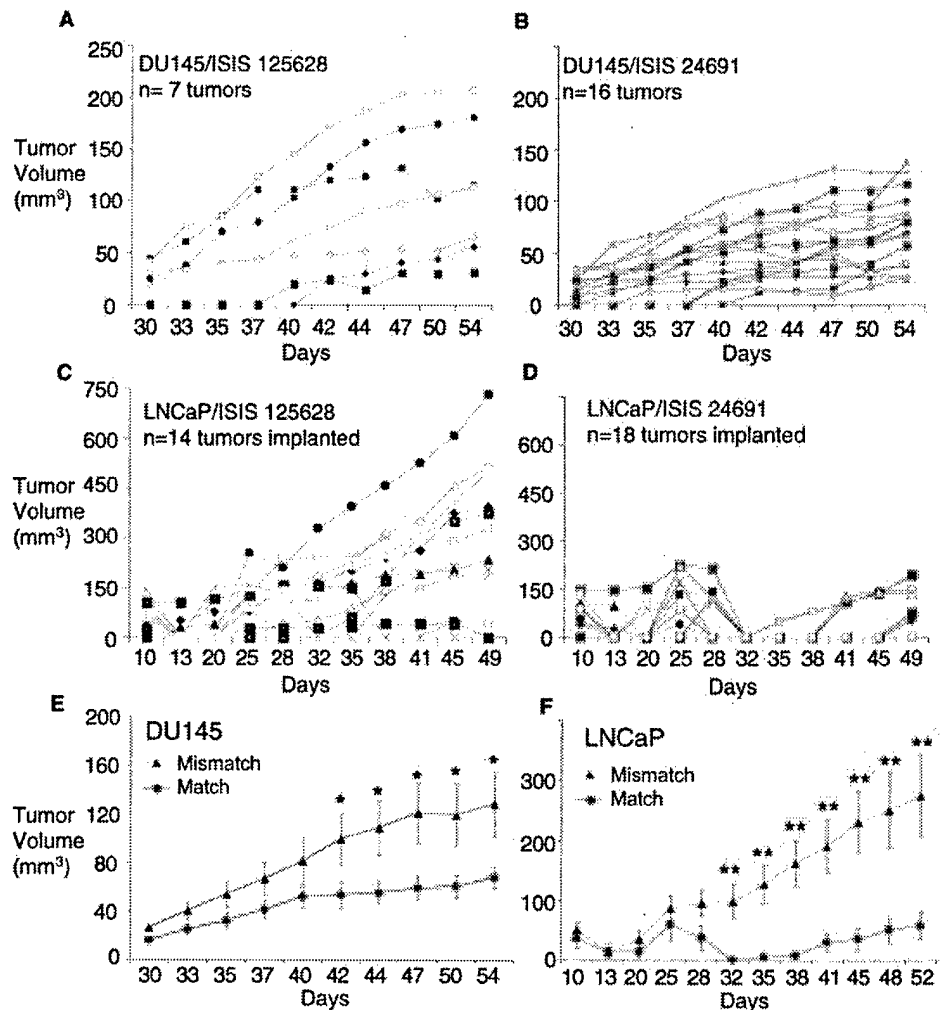 A
250
200
150
100
50
0
DU145/ISIS 125628
n= 7 tumors
Tumor
Volume
(mm³)
30 33 35 37 40 42 44 47 50 54
Days
B
DU145/ISIS 24691
n=16 tumors
200
150
100
50
0
30 33 35 37 40 42 44 47 50 54
Days
C
750
600
450
300
150
0
LNCaP/ISIS 125628
n=14 tumors implanted
Tumor
Volume
(mm³)
10 13 20 25 28 32 35 38 41 45 49
Days
D
LNCaP/ISIS 24691
n=18 tumors implanted
600
450
300
150
0
10 13 20 25 28 32 35 38 41 45 49
Days
E
200
160
120
80
40
0
DU145
Mismatch
Match
Tumor
Volume
(mm³)
30 33 35 37 40 42 44 47 50 54
Days
F
LNCaP
Mismatch
Match
300
200
100
0
10 13 20 25 28 32 35 38 41 45 48 52
Days